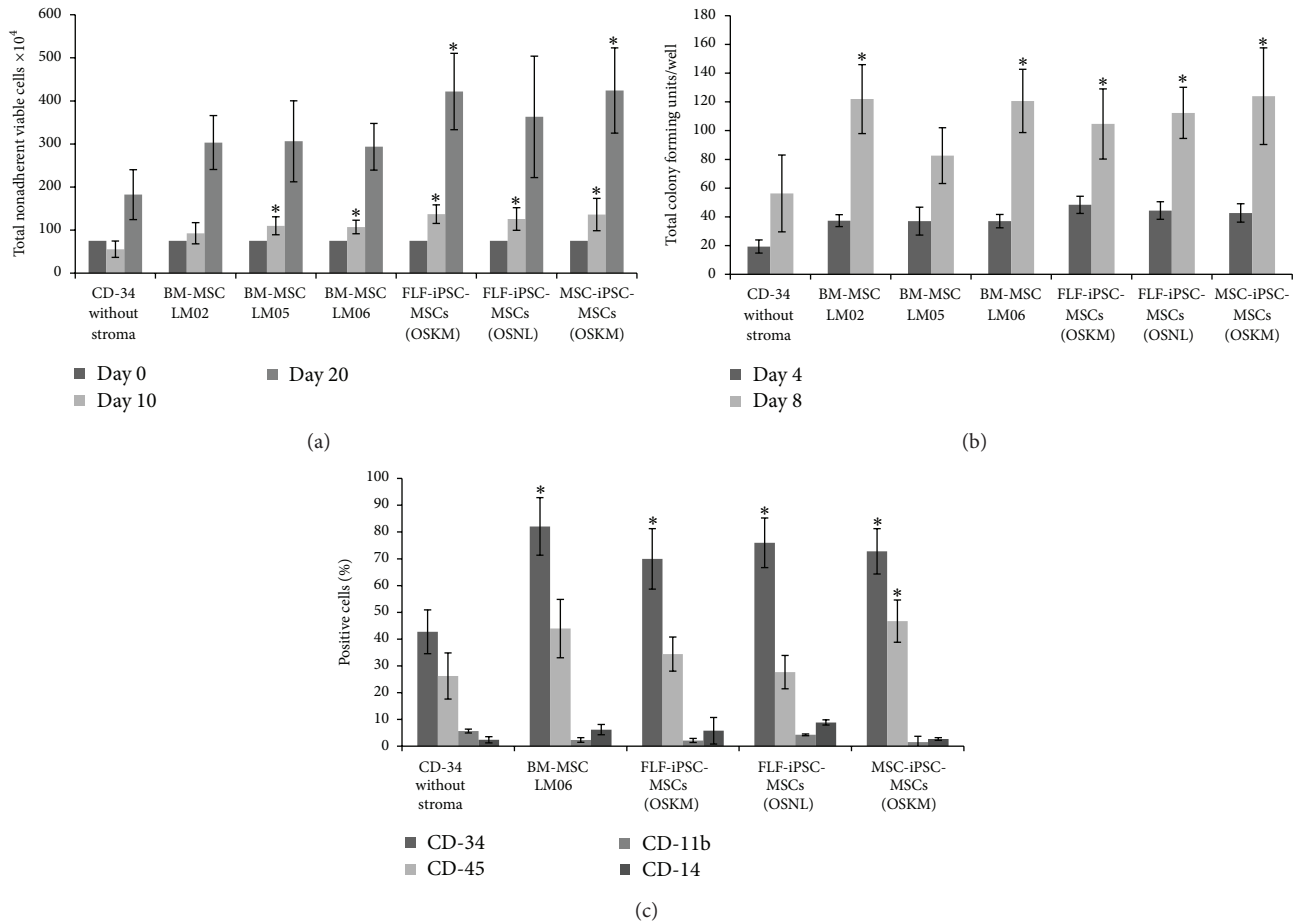 Total nonadherent viable cells ×10⁴
600
500
400
300
200
100
0
* * * * * * *
CD-34 without stroma
BM-MSC LM02
BM-MSC LM05
BM-MSC LM06
FLF-iPSC-MSCs (OSKM)
FLF-iPSC-MSCs (OSNL)
MSC-iPSC-MSCs (OSKM)
Day 0
Day 10
Day 20
(a)
Total colony forming units/well
180
160
140
120
100
80
60
40
20
0
* * * * *
CD-34 without stroma
BM-MSC LM02
BM-MSC LM05
BM-MSC LM06
FLF-iPSC-MSCs (OSKM)
FLF-iPSC-MSCs (OSNL)
MSC-iPSC-MSCs (OSKM)
Day 4
Day 8
(b)
Positive cells (%)
100
90
80
70
60
50
40
30
20
10
0
* * * * *
CD-34 without stroma
BM-MSC LM06
FLF-iPSC-MSCs (OSKM)
FLF-iPSC-MSCs (OSNL)
MSC-iPSC-MSCs (OSKM)
CD-34
CD-45
CD-11b
CD-14
(c)